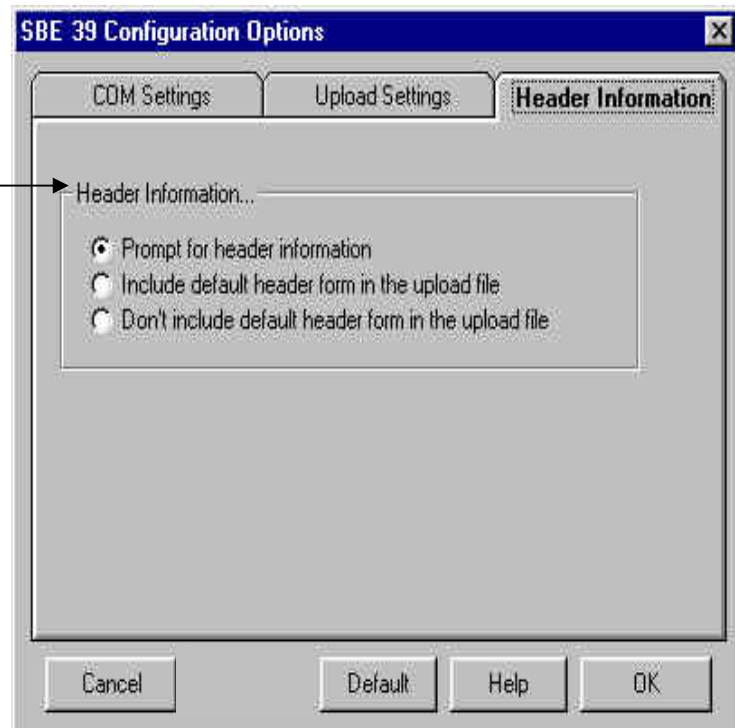 SBE 39 Configuration Options
COM Settings Upload Settings Header Information
Header Information...
Prompt for header information
Include default header form in the upload file
Don't include default header form in the upload file
Cancel Default Help OK